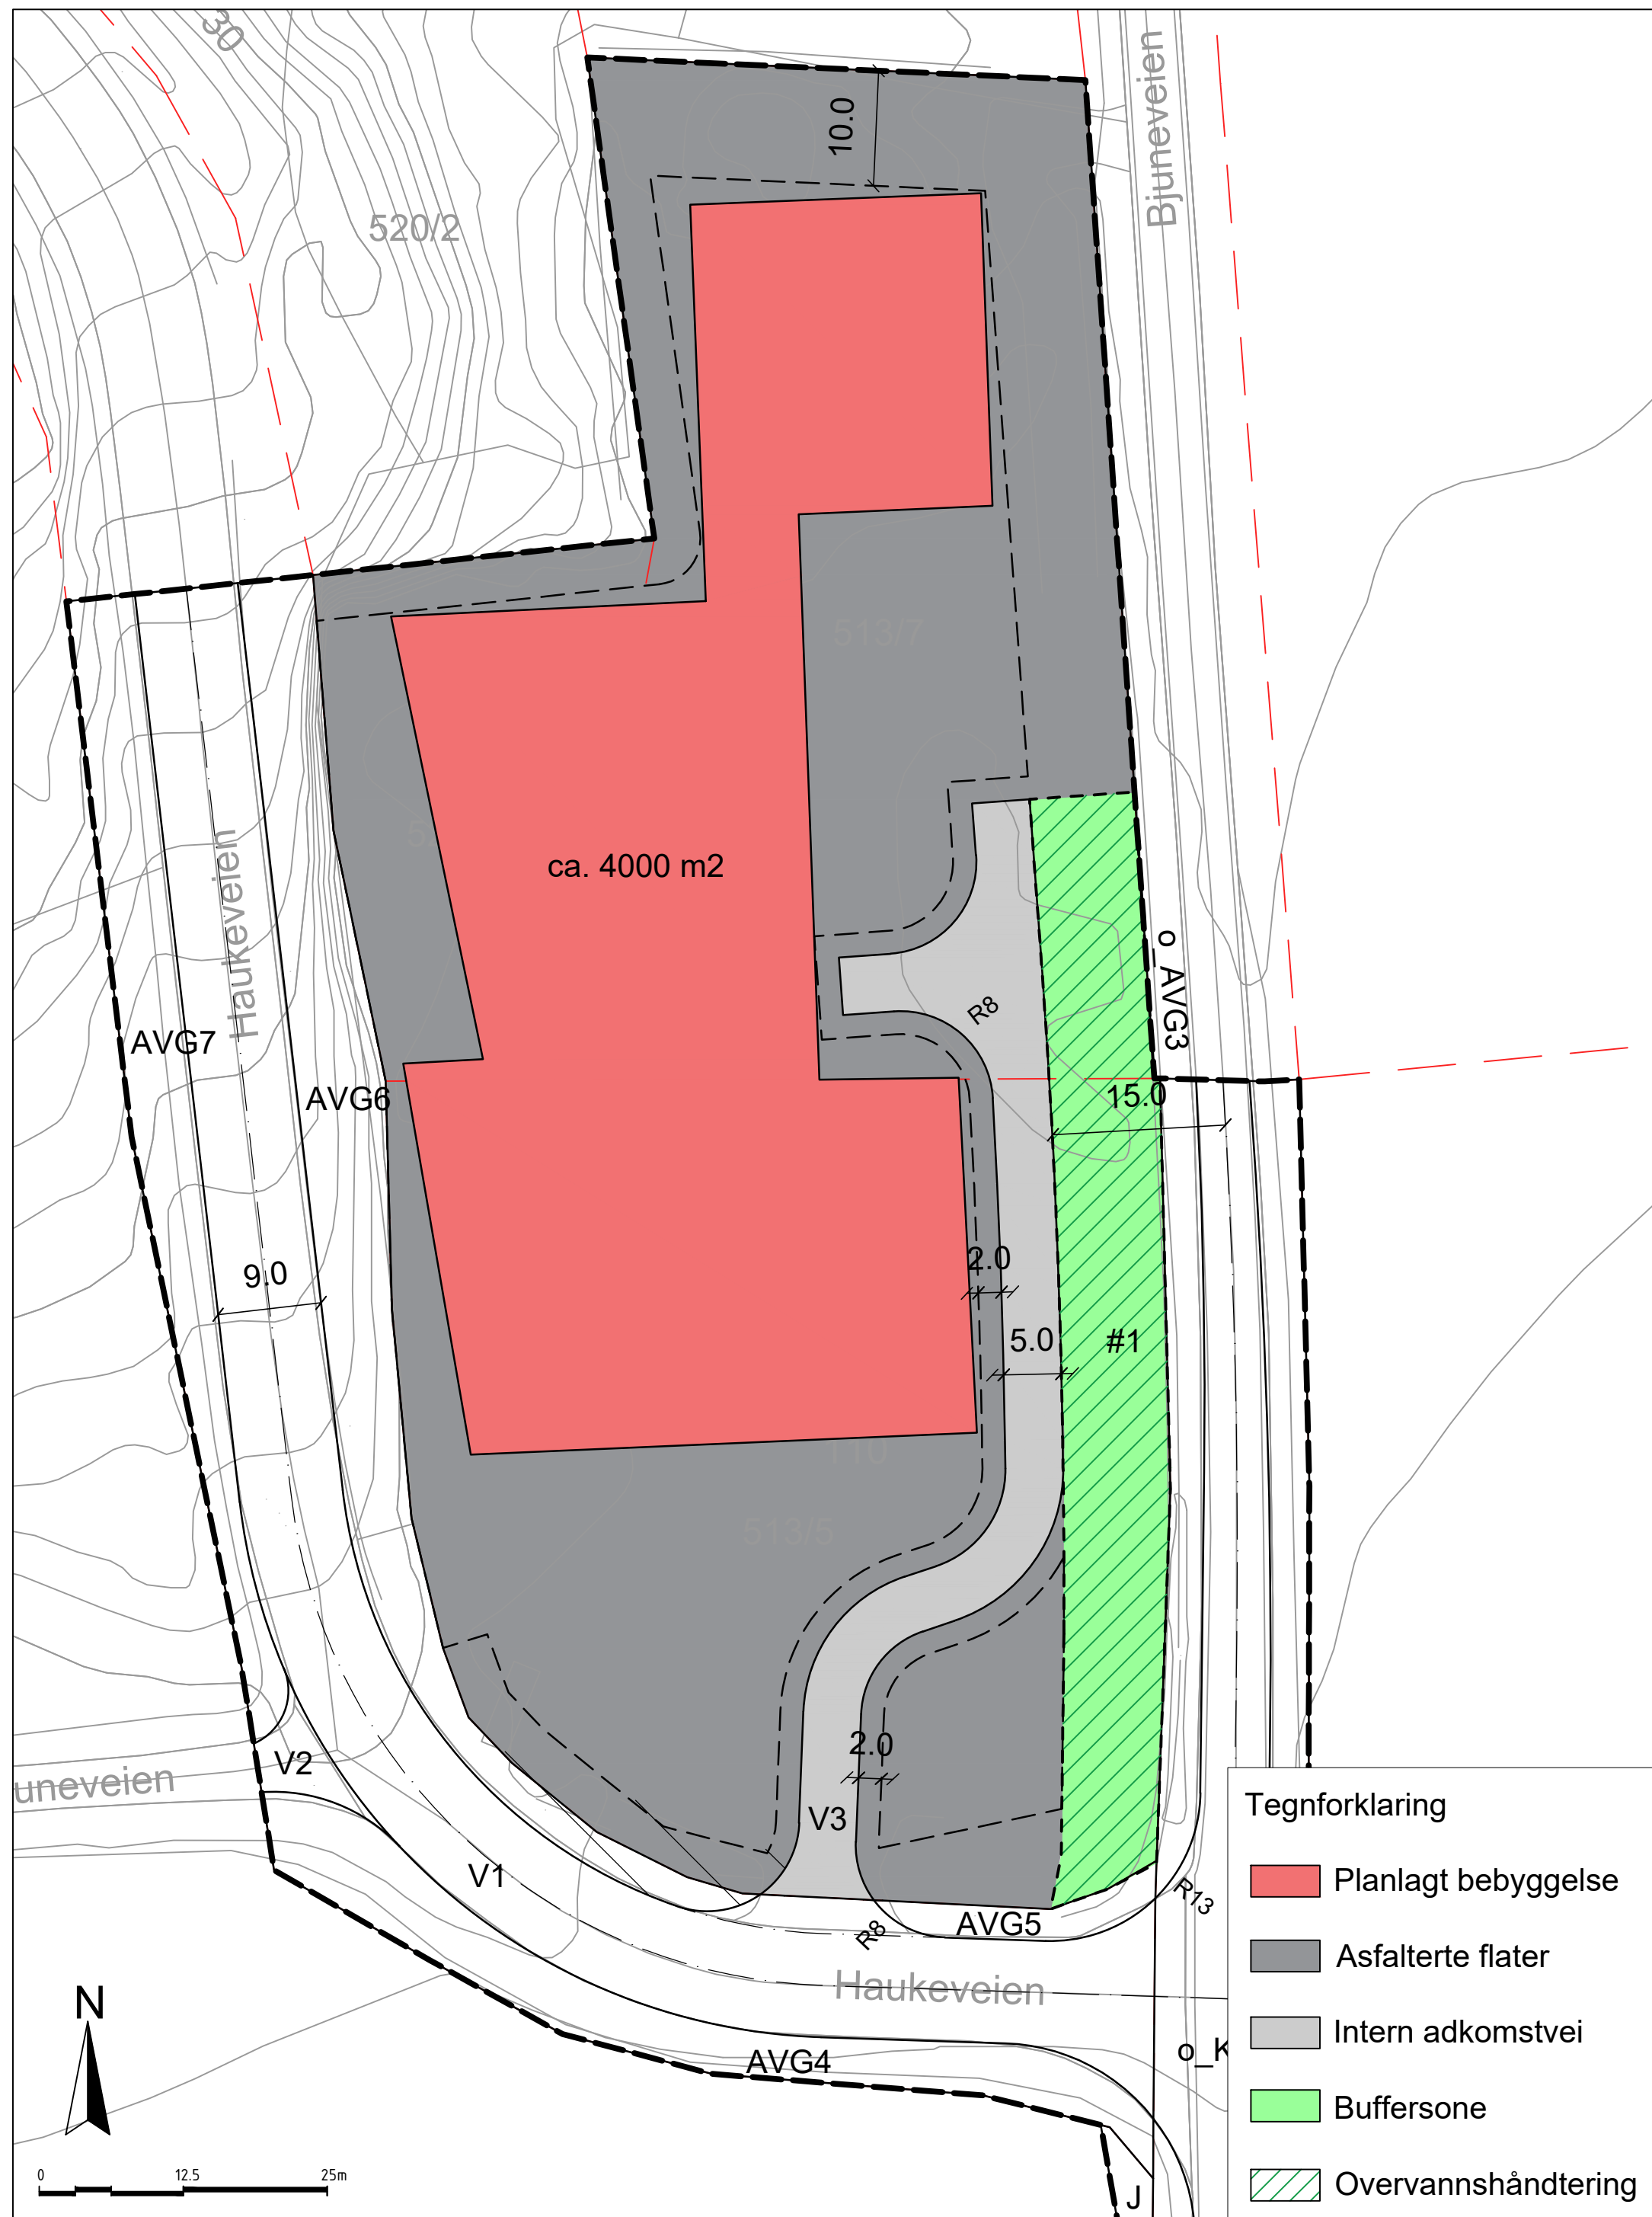 30
Bjuneveien
10.0
520/2
513/7
ca. 4000 m2
Haukeveien
o_AVG3
R8
AVG7
AVG6
15.0
2.0
9.0
5.0
#1
110
513/5
2.0
V2
uneveien
V3
V1
R13
AVG5
R8
Haukeveien
o_K
AVG4
J
N
0 12.5 25m
Tegnforklaring
Planlagt bebyggelse
Asfalterte flater
Intern adkomstvei
Buffersone
Overvannshåndtering